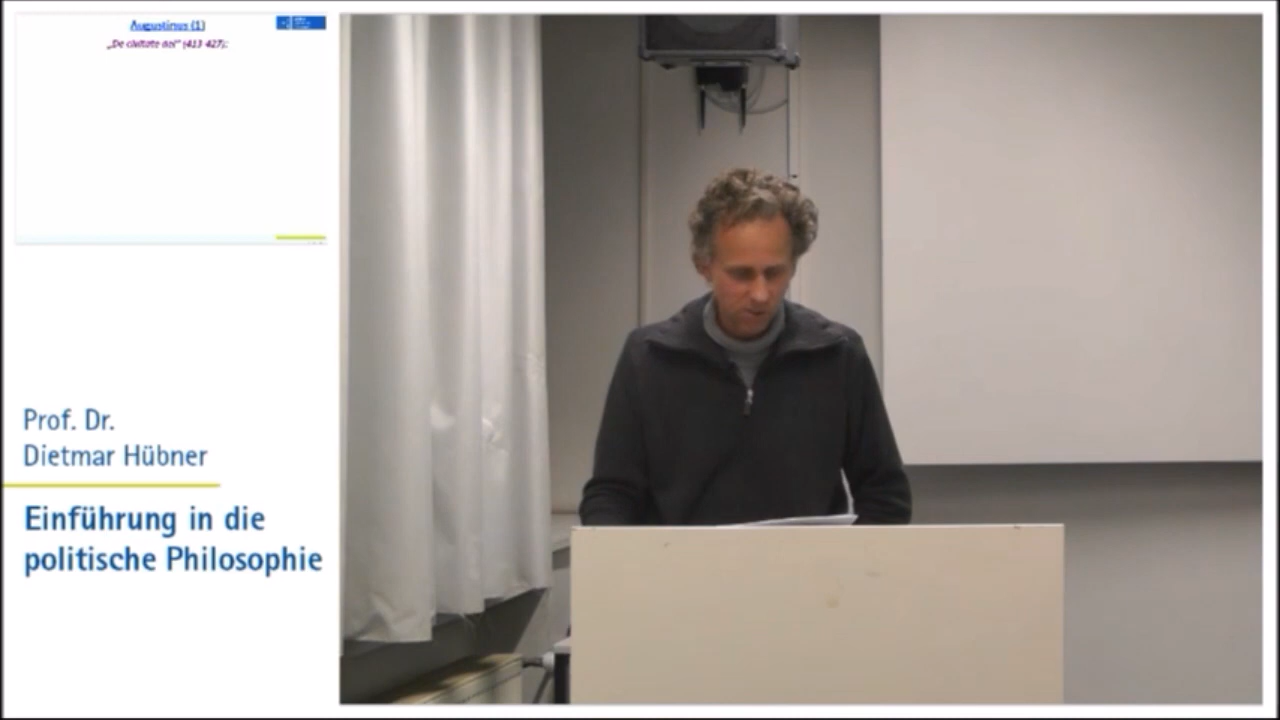 Augustinus (1)
„De civitate dei" (413-427):
Prof. Dr.
Dietmar Hübner
Einführung in die
politische Philosophie